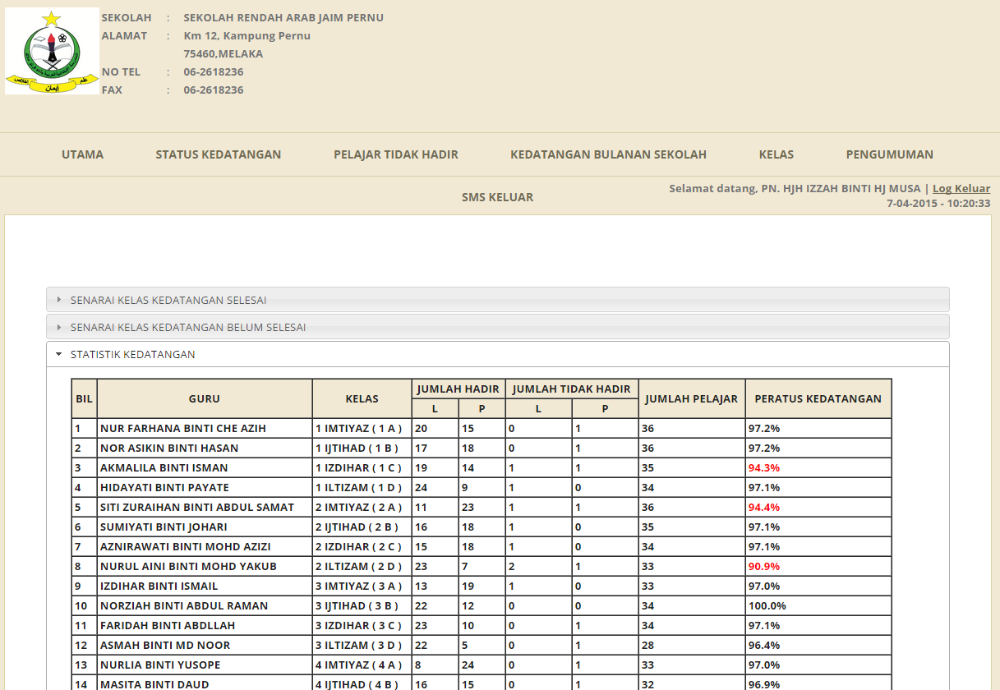 SEKOLAH : SEKOLAH RENDAH ARAB JAIM PERNU
ALAMAT : Km 12, Kampung Pernu
75460,MELAKA
NO TEL : 06-2618236
FAX : 06-2618236
علم إيمان إخلاص
UTAMA STATUS KEDATANGAN PELAJAR TIDAK HADIR KEDATANGAN BULANAN SEKOLAH KELAS PENGUMUMAN
SMS KELUAR
Selamat datang, PN. HJH IZZAH BINTI HJ MUSA | Log Keluar
7-04-2015 - 10:20:33
SENARAI KELAS KEDATANGAN SELESAI
SENARAI KELAS KEDATANGAN BELUM SELESAI
STATISTIK KEDATANGAN
BIL GURU KELAS JUMLAH HADIR JUMLAH TIDAK HADIR JUMLAH PELAJAR PERATUS KEDATANGAN
L P L P
1 NUR FARHANA BINTI CHE AZIH 1 IMTIYAZ ( 1 A ) 20 15 0 1 36 97.2%
2 NOR ASIKIN BINTI HASAN 1 IJTIHAD ( 1 B ) 17 18 0 1 36 97.2%
3 AKMALILA BINTI ISMAN 1 IZDIHAR ( 1 C ) 19 14 1 1 35 94.3%
4 HIDAYATI BINTI PAYATE 1 ILTIZAM ( 1 D ) 24 9 1 0 34 97.1%
5 SITI ZURAIHAN BINTI ABDUL SAMAT 2 IMTIYAZ ( 2 A ) 11 23 1 1 36 94.4%
6 SUMIYATI BINTI JOHARI 2 IJTIHAD ( 2 B ) 16 18 1 0 35 97.1%
7 AZNIRAWATI BINTI MOHD AZIZI 2 IZDIHAR ( 2 C ) 15 18 1 0 34 97.1%
8 NURUL AINI BINTI MOHD YAKUB 2 ILTIZAM ( 2 D ) 23 7 2 1 33 90.9%
9 IZDIHAR BINTI ISMAIL 3 IMTIYAZ ( 3 A ) 13 19 1 0 33 97.0%
10 NORZIAH BINTI ABDUL RAMAN 3 IJTIHAD ( 3 B ) 22 12 0 0 34 100.0%
11 FARIDAH BINTI ABDLLAH 3 IZDIHAR ( 3 C ) 23 10 0 1 34 97.1%
12 ASMAH BINTI MD NOOR 3 ILTIZAM ( 3 D ) 22 5 0 1 28 96.4%
13 NURLIA BINTI YUSOPE 4 IMTIYAZ ( 4 A ) 8 24 0 1 33 97.0%
14 MASITA BINTI DAUD 4 IJTIHAD ( 4 B ) 16 15 0 1 32 96.9%